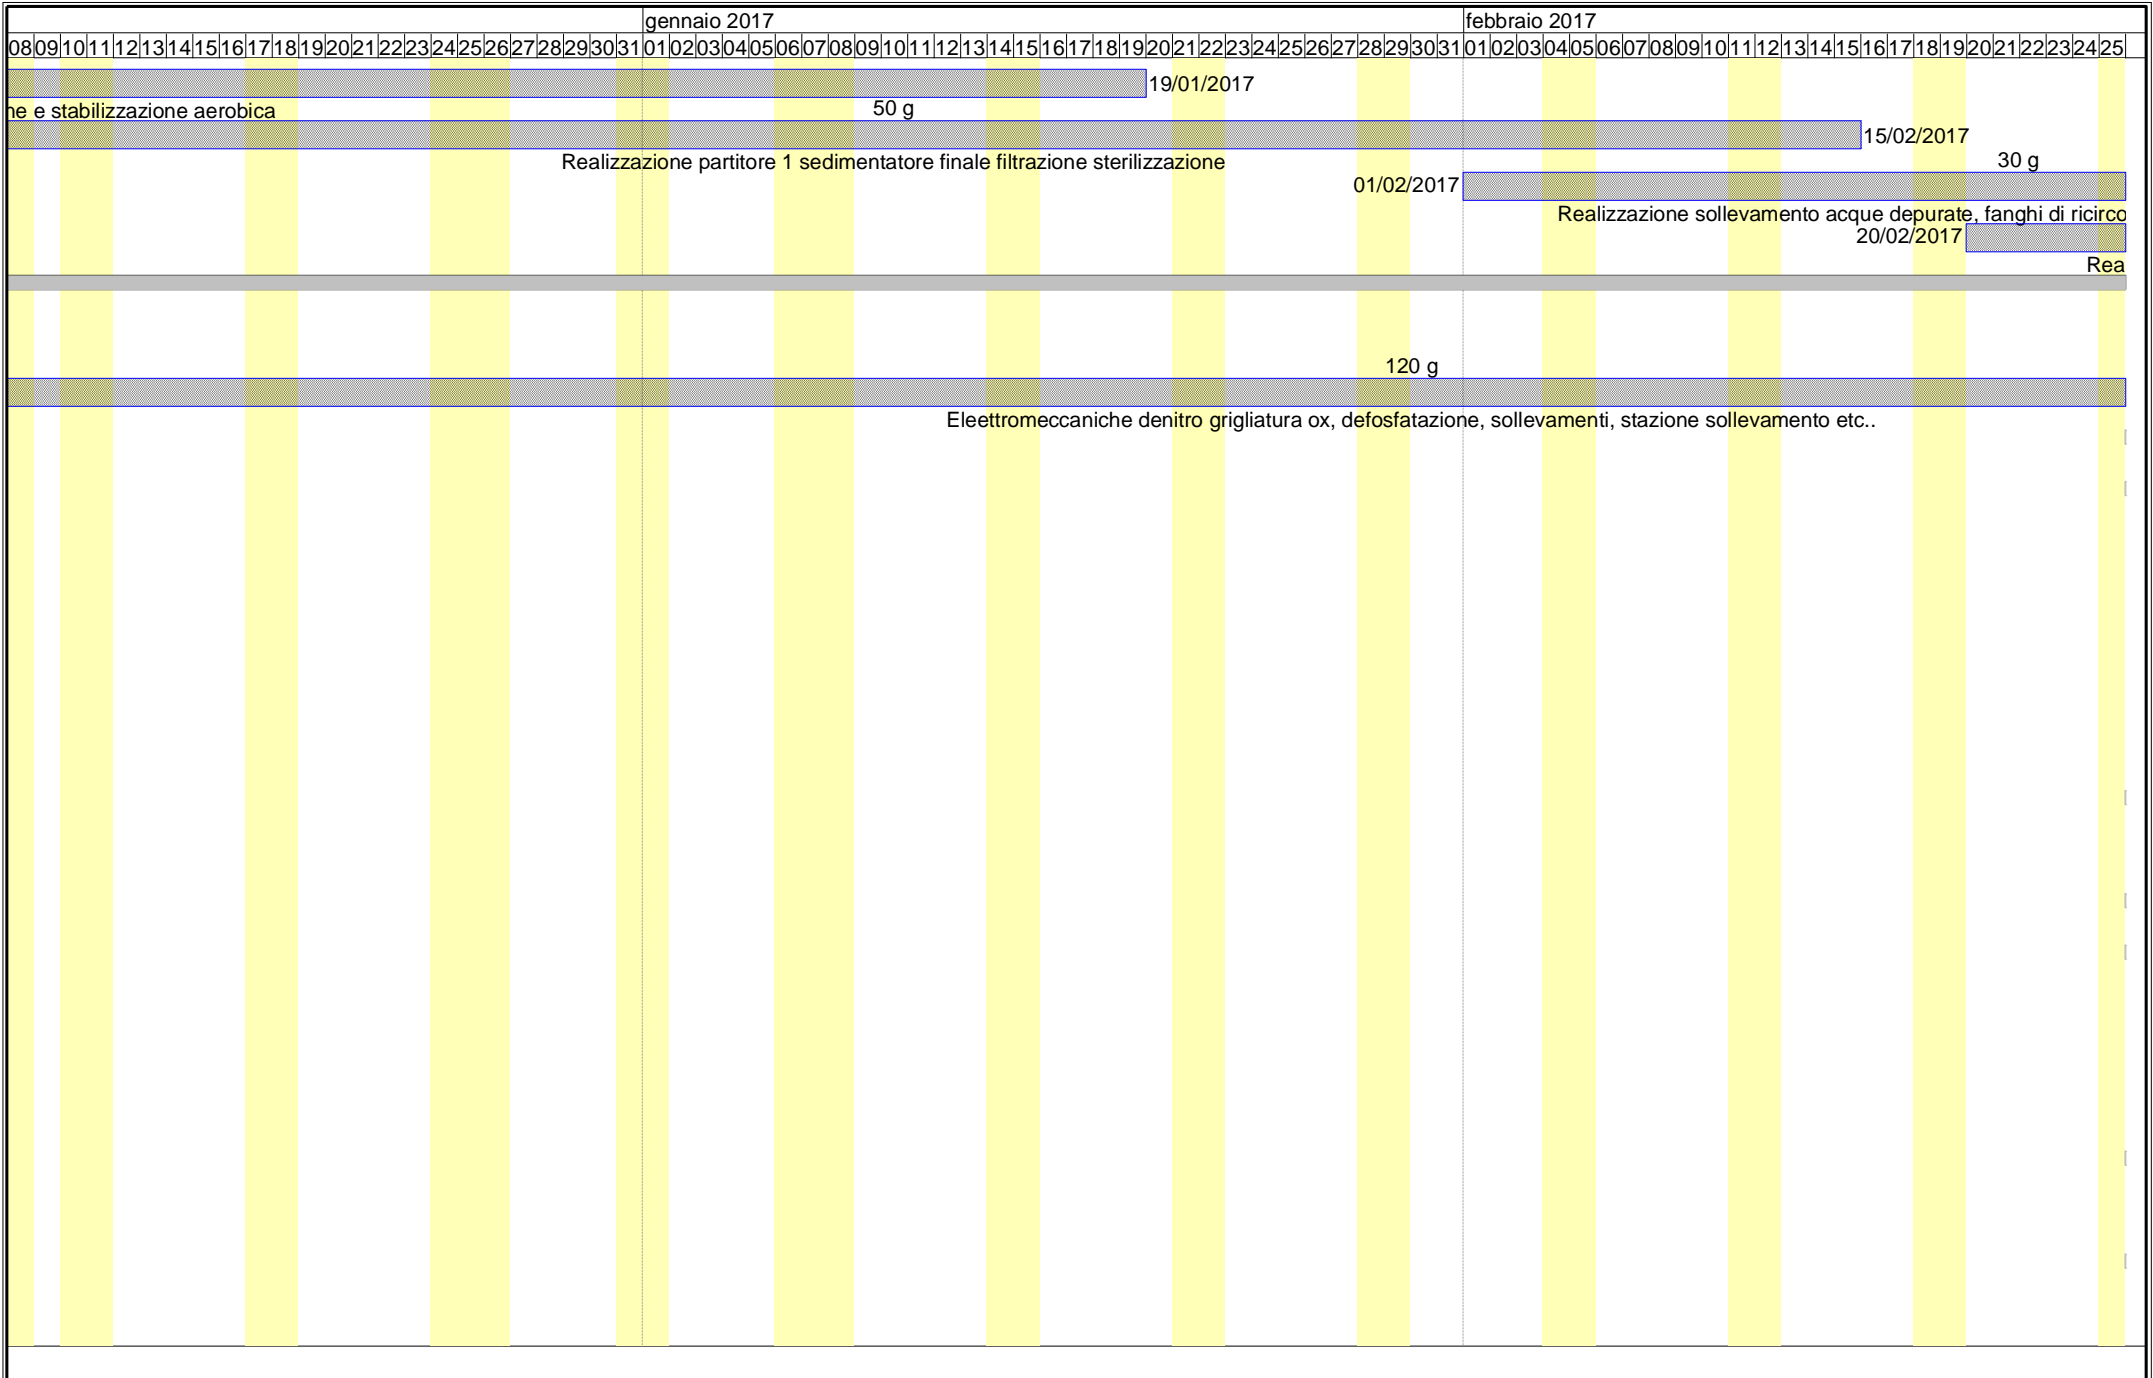 gennaio 2017 febbraio 2017
08 09 10 11 12 13 14 15 16 17 18 19 20 21 22 23 24 25 26 27 28 29 30 31 01 02 03 04 05 06 07 08 09 10 11 12 13 14 15 16 17 18 19 20 21 22 23 24 25 26 27 28 29 30 31 01 02 03 04 05 06 07 08 09 10 11 12 13 14 15 16 17 18 19 20 21 22 23 24 25
19/01/2017
ne e stabilizzazione aerobica 50 g
15/02/2017
Realizzazione partitore 1 sedimentatore finale filtrazione sterilizzazione 30 g
01/02/2017
Realizzazione sollevamento acque depurate, fanghi di ricirco
20/02/2017
Rea
120 g
Eleettromeccaniche denitro grigliatura ox, defosfatazione, sollevamenti, stazione sollevamento etc..